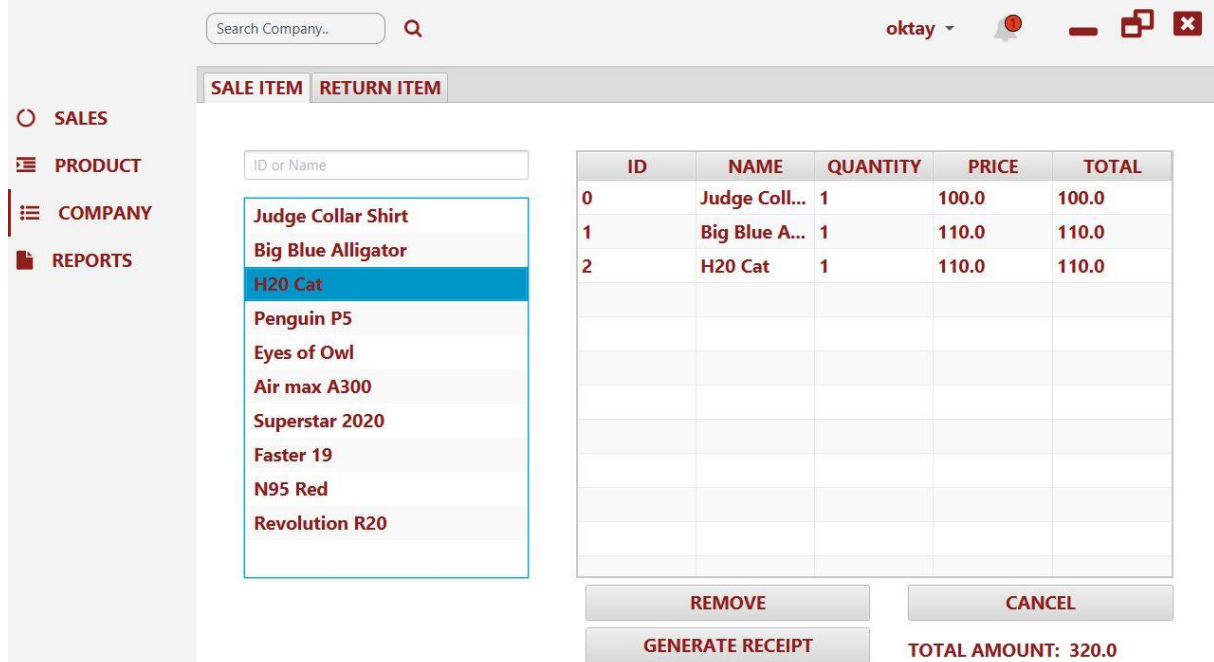 Search Company..
oktay
1
SALE ITEM
RETURN ITEM
SALES
PRODUCT
COMPANY
REPORTS
ID or Name
Judge Collar Shirt
Big Blue Alligator
H20 Cat
Penguin P5
Eyes of Owl
Air max A300
Superstar 2020
Faster 19
N95 Red
Revolution R20
ID NAME QUANTITY PRICE TOTAL
0 Judge Coll... 1 100.0 100.0
1 Big Blue A... 1 110.0 110.0
2 H20 Cat 1 110.0 110.0
REMOVE
CANCEL
GENERATE RECEIPT
TOTAL AMOUNT: 320.0